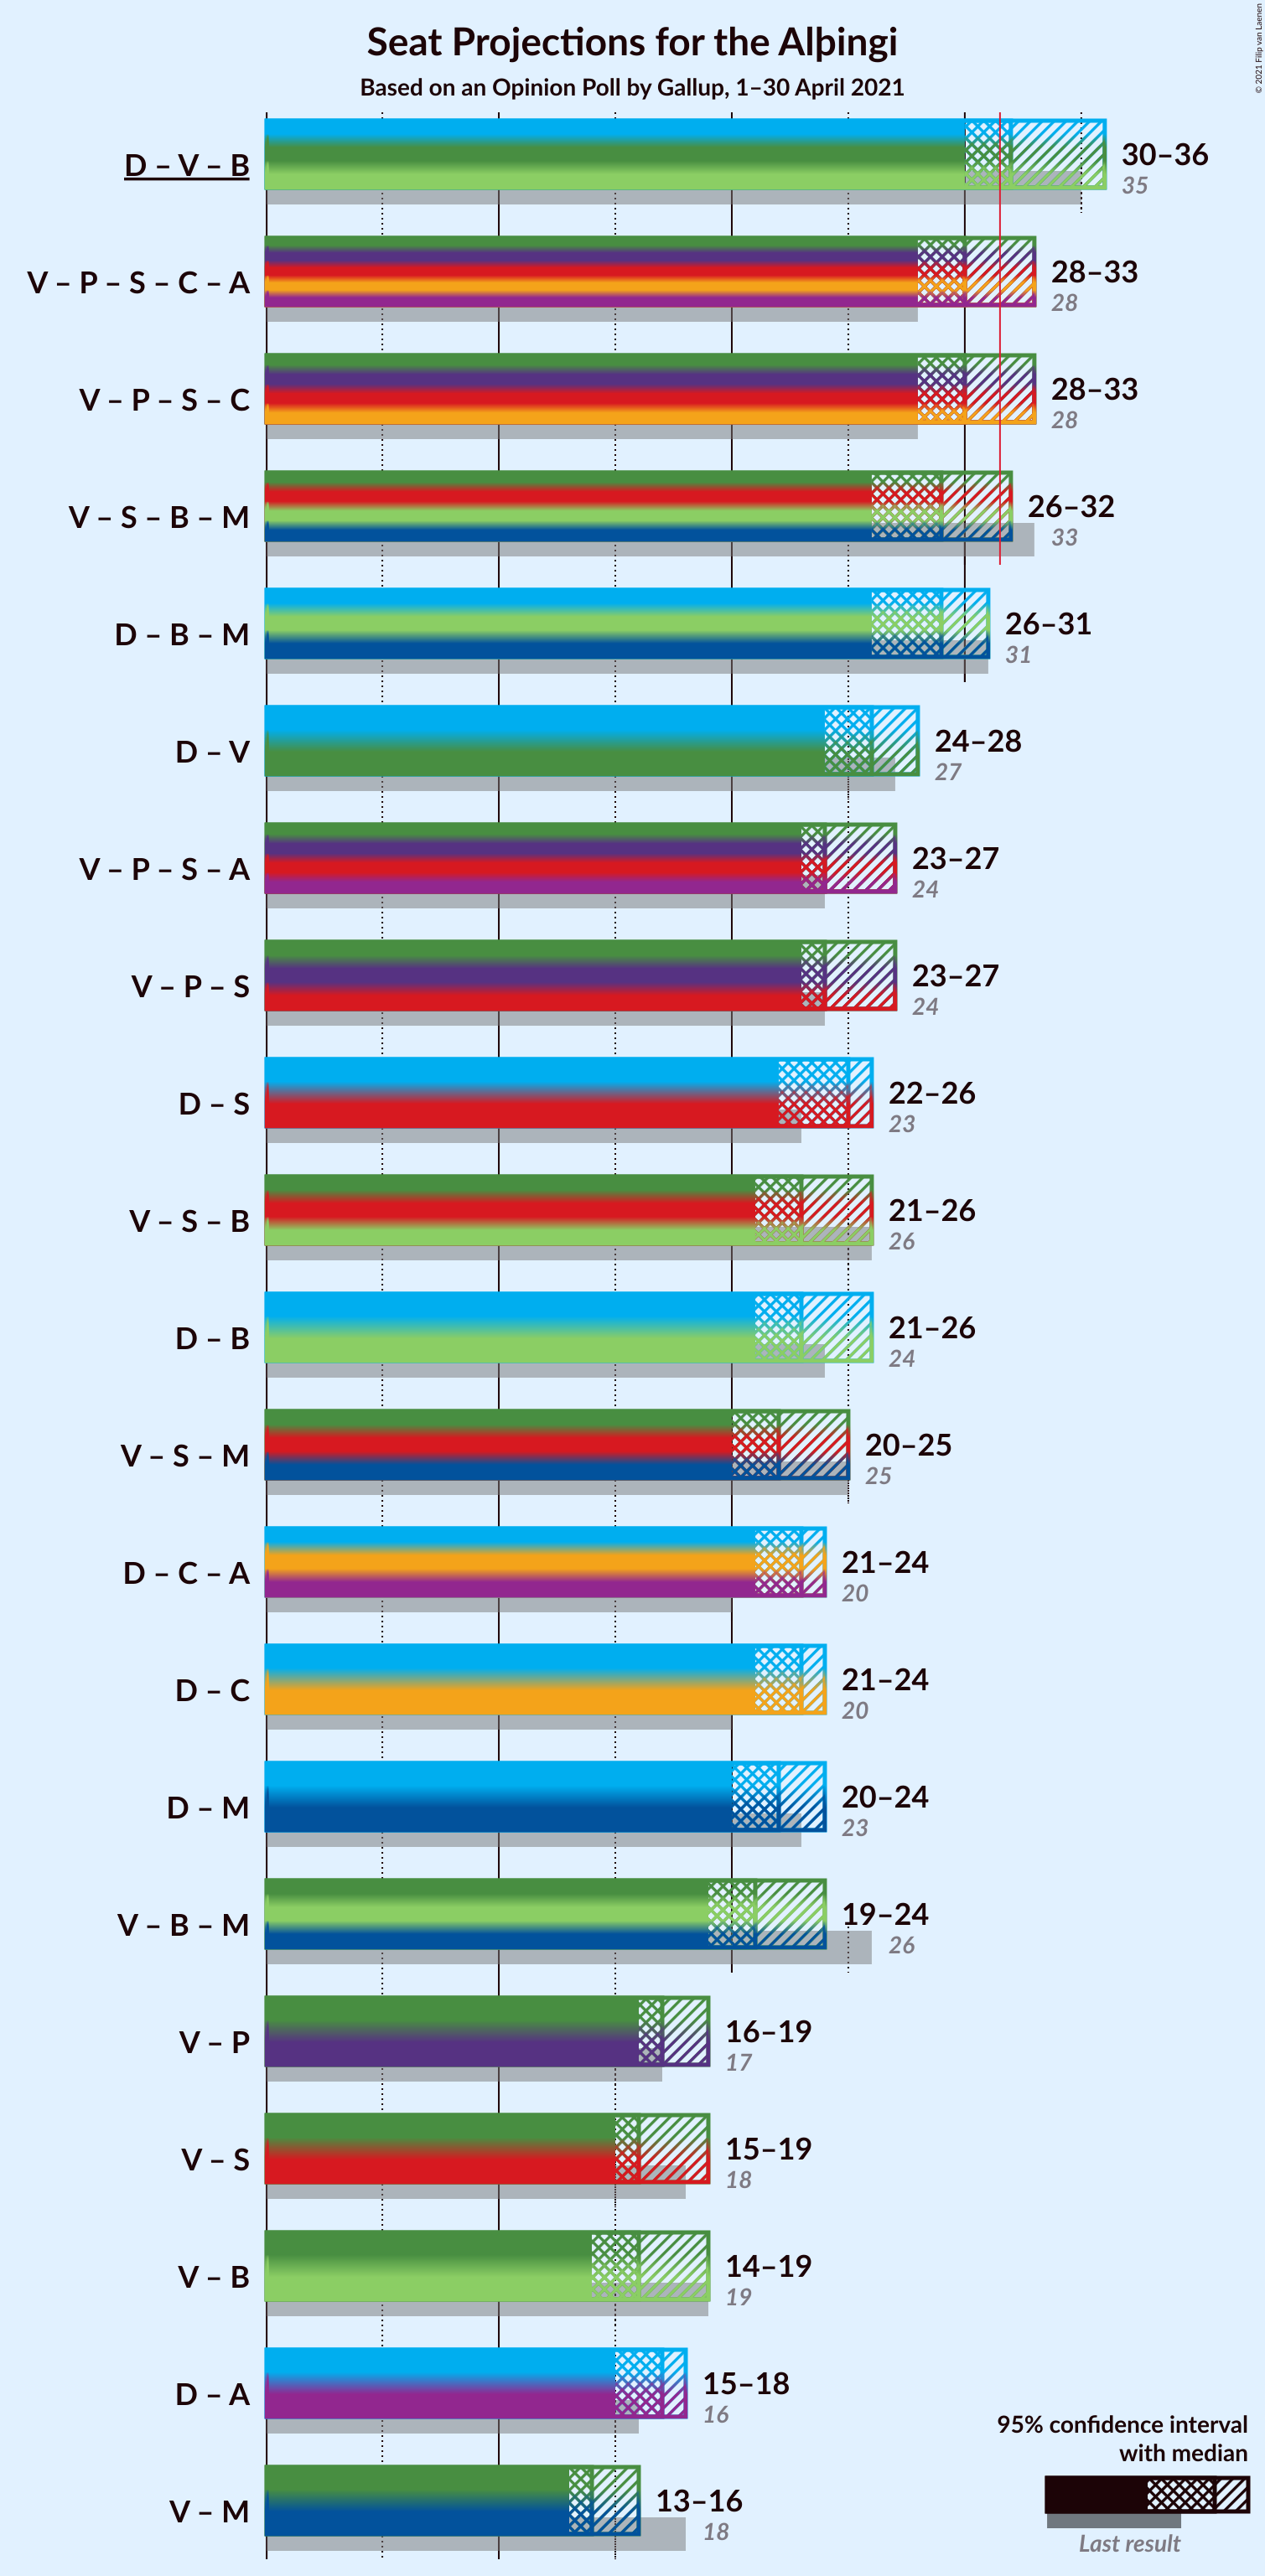 Seat Projections for the Alþingi
Based on an Opinion Poll by Gallup, 1–30 April 2021
© 2021 Filip van Laenen
D – V – B
30–36
35
V – P – S – C – A
28–33
28
V – P – S – C
28–33
28
V – S – B – M
26–32
33
D – B – M
26–31
31
D – V
24–28
27
V – P – S – A
23–27
24
V – P – S
23–27
24
D – S
22–26
23
V – S – B
21–26
26
D – B
21–26
24
V – S – M
20–25
25
D – C – A
21–24
20
D – C
21–24
20
D – M
20–24
23
V – B – M
19–24
26
V – P
16–19
17
V – S
15–19
18
V – B
14–19
19
D – A
15–18
16
V – M
13–16
18
95% confidence interval
with median
Last result